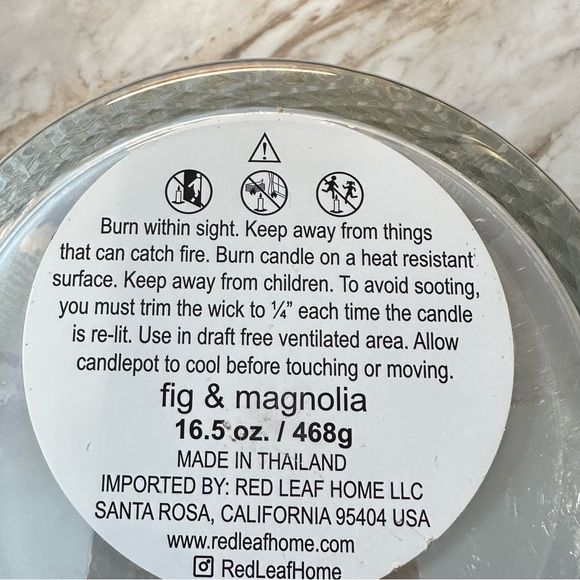 Burn within sight. Keep away from things
that can catch fire. Burn candle on a heat resistant
surface. Keep away from children. To avoid sooting,
you must trim the wick to ¼” each time the candle
is re-lit. Use in draft free ventilated area. Allow
candlepot to cool before touching or moving.
fig & magnolia
16.5 oz. / 468g
MADE IN THAILAND
IMPORTED BY: RED LEAF HOME LLC
SANTA ROSA, CALIFORNIA 95404 USA
www.redleafhome.com
RedLeafHome